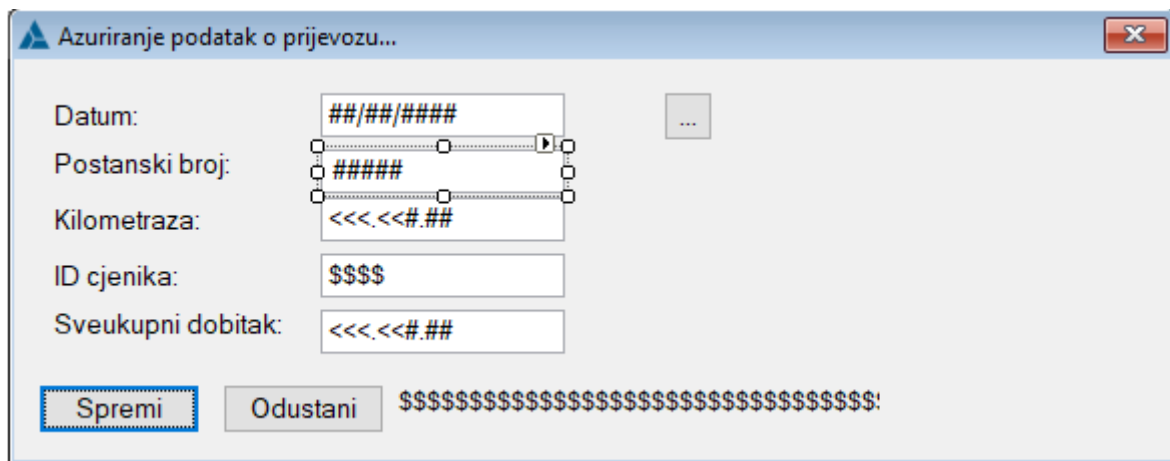 Azuriranje podatak o prijevozu...
Datum: ##/##/#### ...
Postanski broj: #####
Kilometraza: <<<.<<#.##
ID cjenika: $$$$
Sveukupni dobitak: <<<.<<#.##
Spremi Odustani $$$$$$$$$$$$$$$$$$$$$$$$$$$$$$$$$$